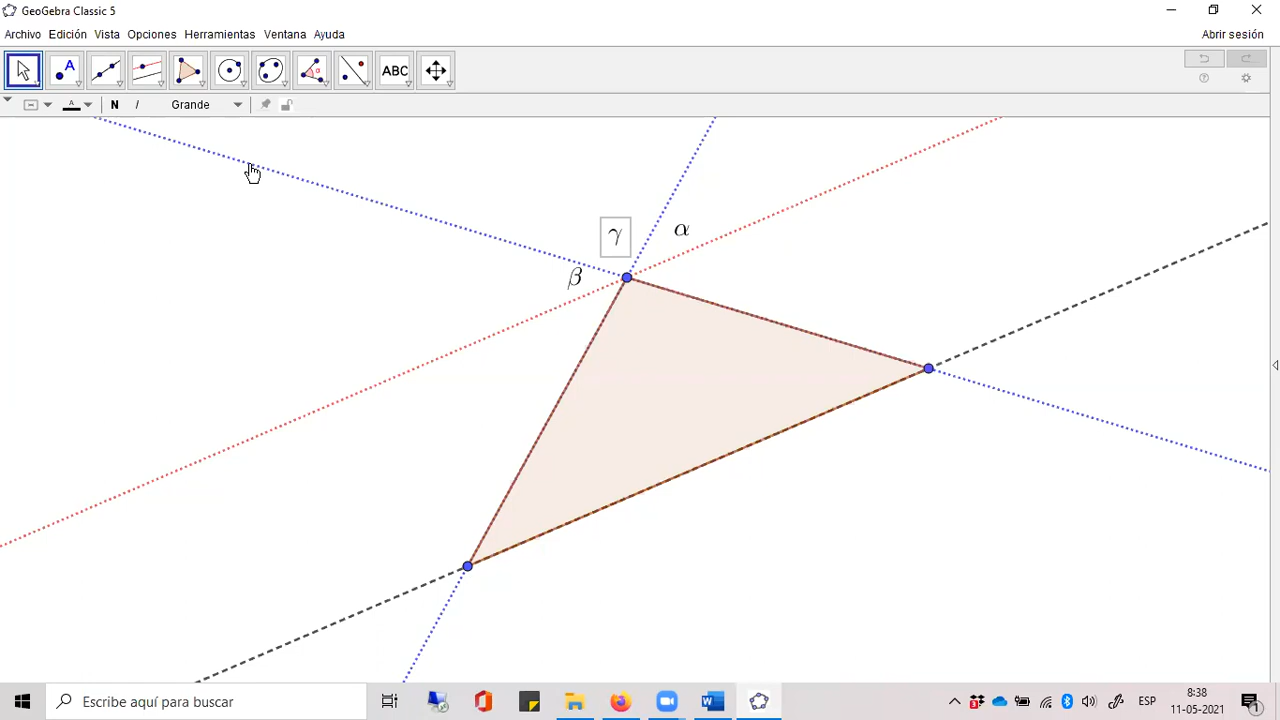 GeoGebra Classic 5
Archivo Edición Vista Opciones Herramientas Ventana Ayuda
Abrir sesión
ABC
A N I Grande
γ α
β
Escribe aquí para buscar
ESP
8:38
11-05-2021